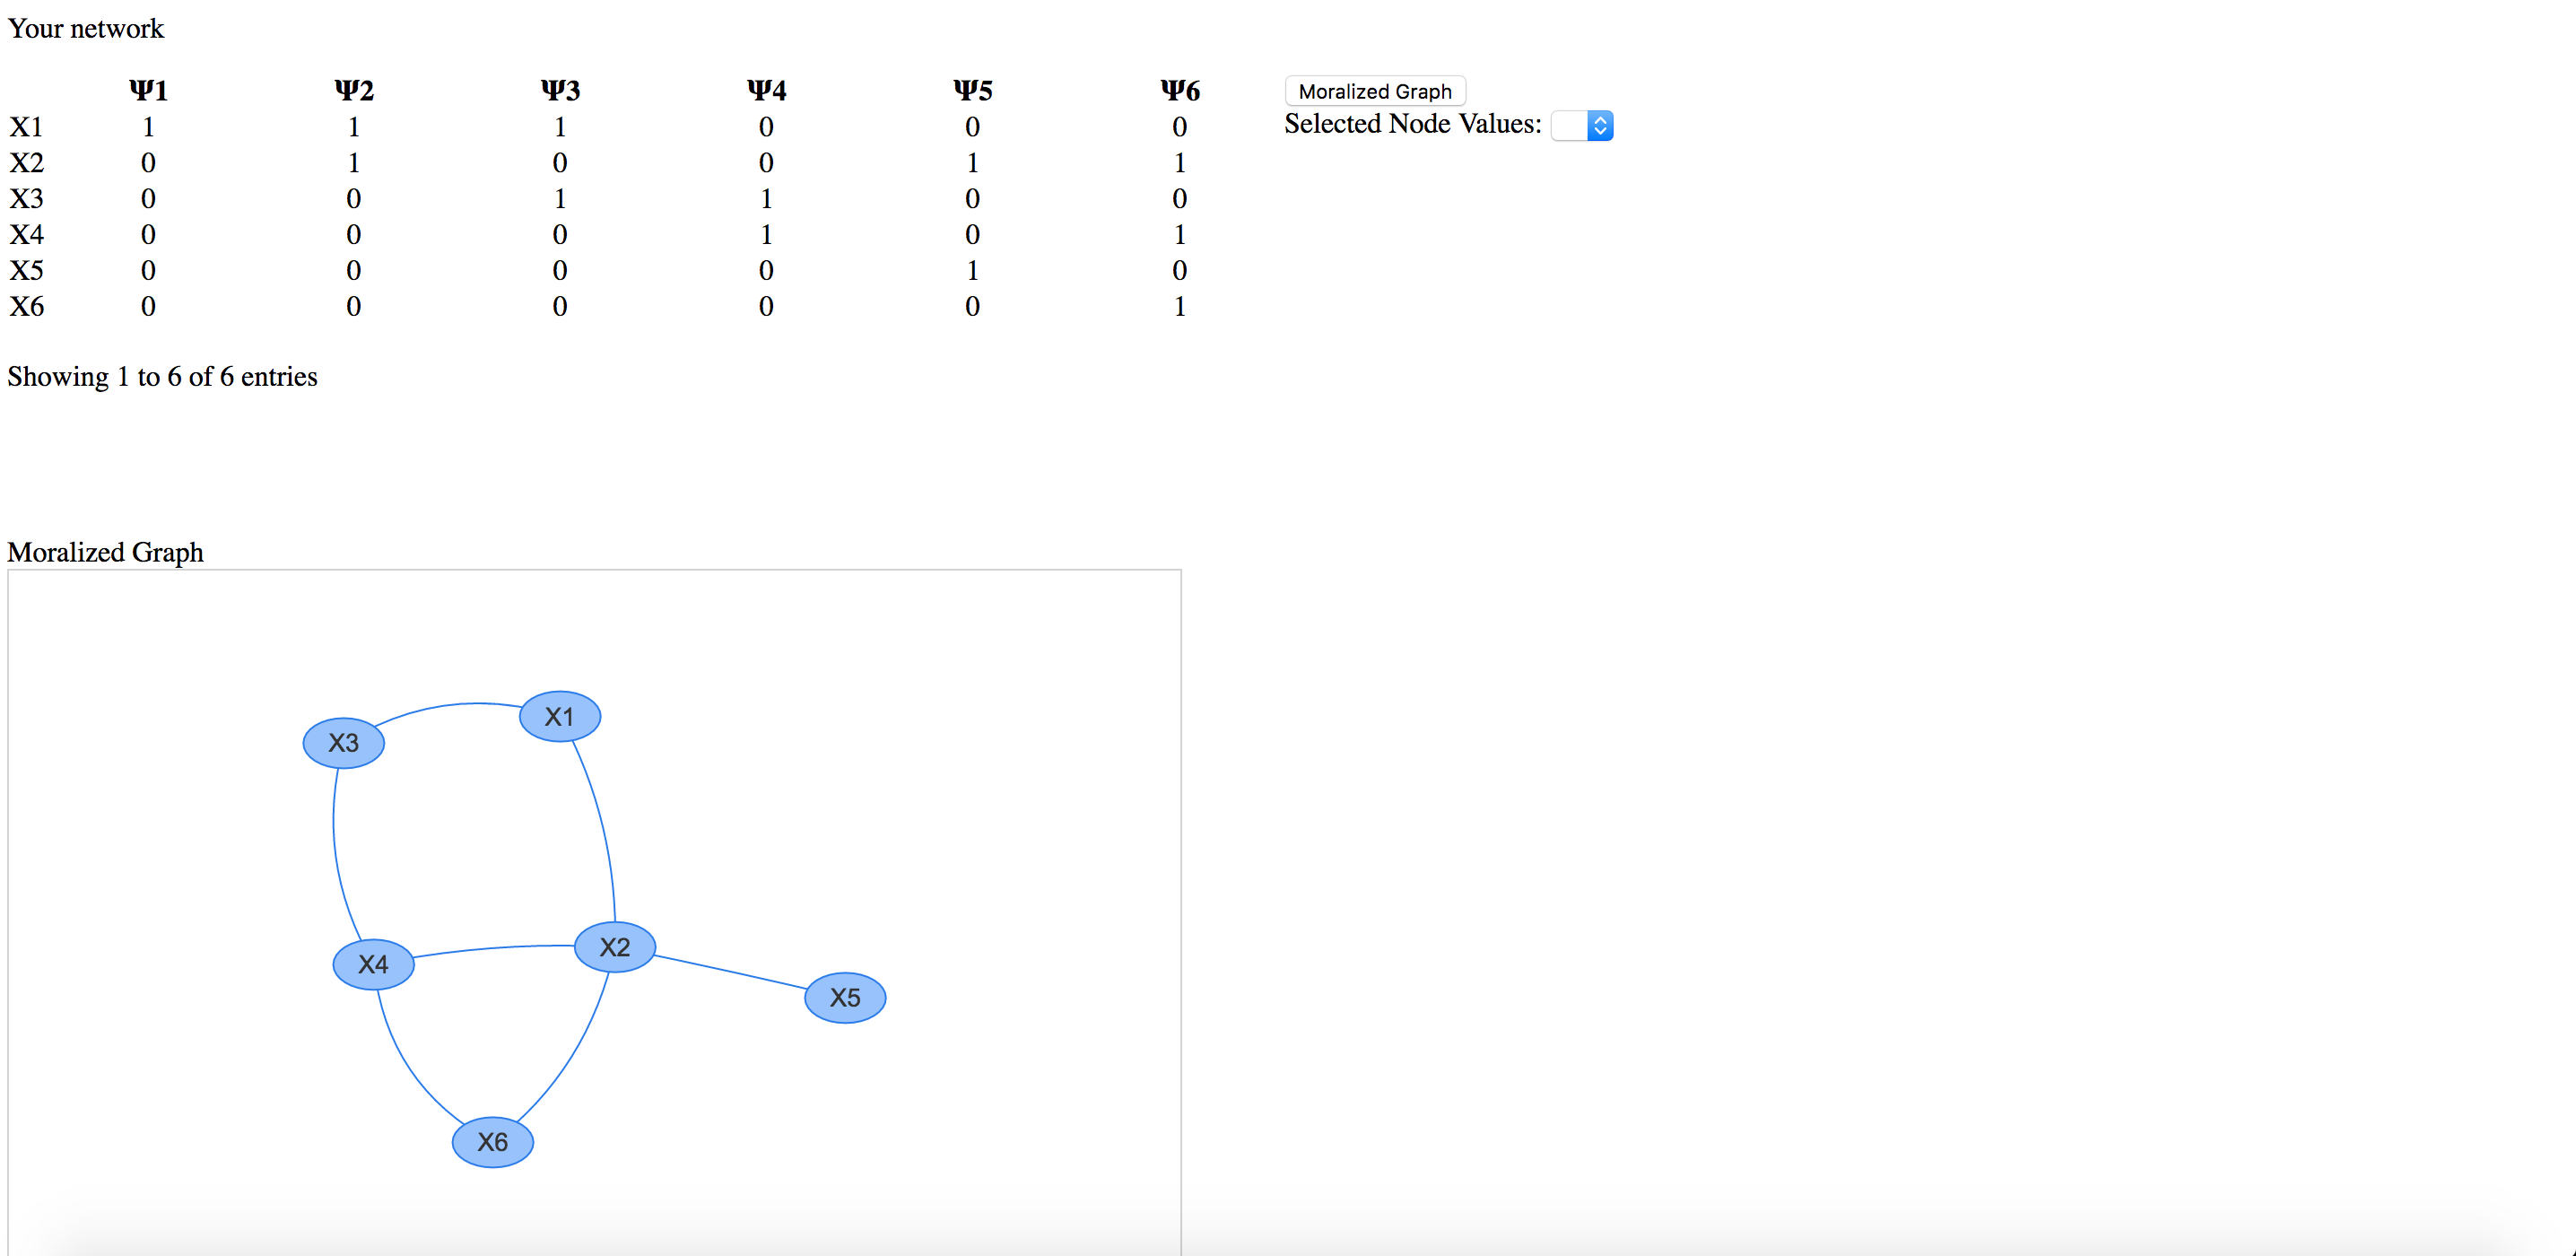 Your network
Ψ1 Ψ2 Ψ3 Ψ4 Ψ5 Ψ6 Moralized Graph
X1 1 1 1 0 0 0 Selected Node Values:
X2 0 1 0 0 1 1
X3 0 0 1 1 0 0
X4 0 0 0 1 0 1
X5 0 0 0 0 1 0
X6 0 0 0 0 0 1
Showing 1 to 6 of 6 entries
Moralized Graph
X1
X3
X2
X4
X5
X6